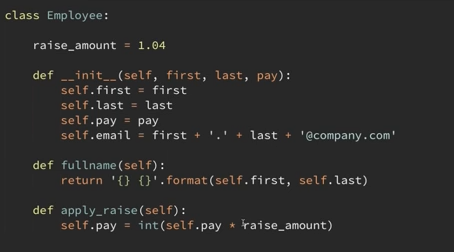 class Employee:
raise_amount = 1.04
def __init__(self, first, last, pay):
self.first = first
self.last = last
self.pay = pay
self.email = first + '.' + last + '@company.com'
def fullname(self):
return '{} {}'.format(self.first, self.last)
def apply_raise(self):
self.pay = int(self.pay * raise_amount)